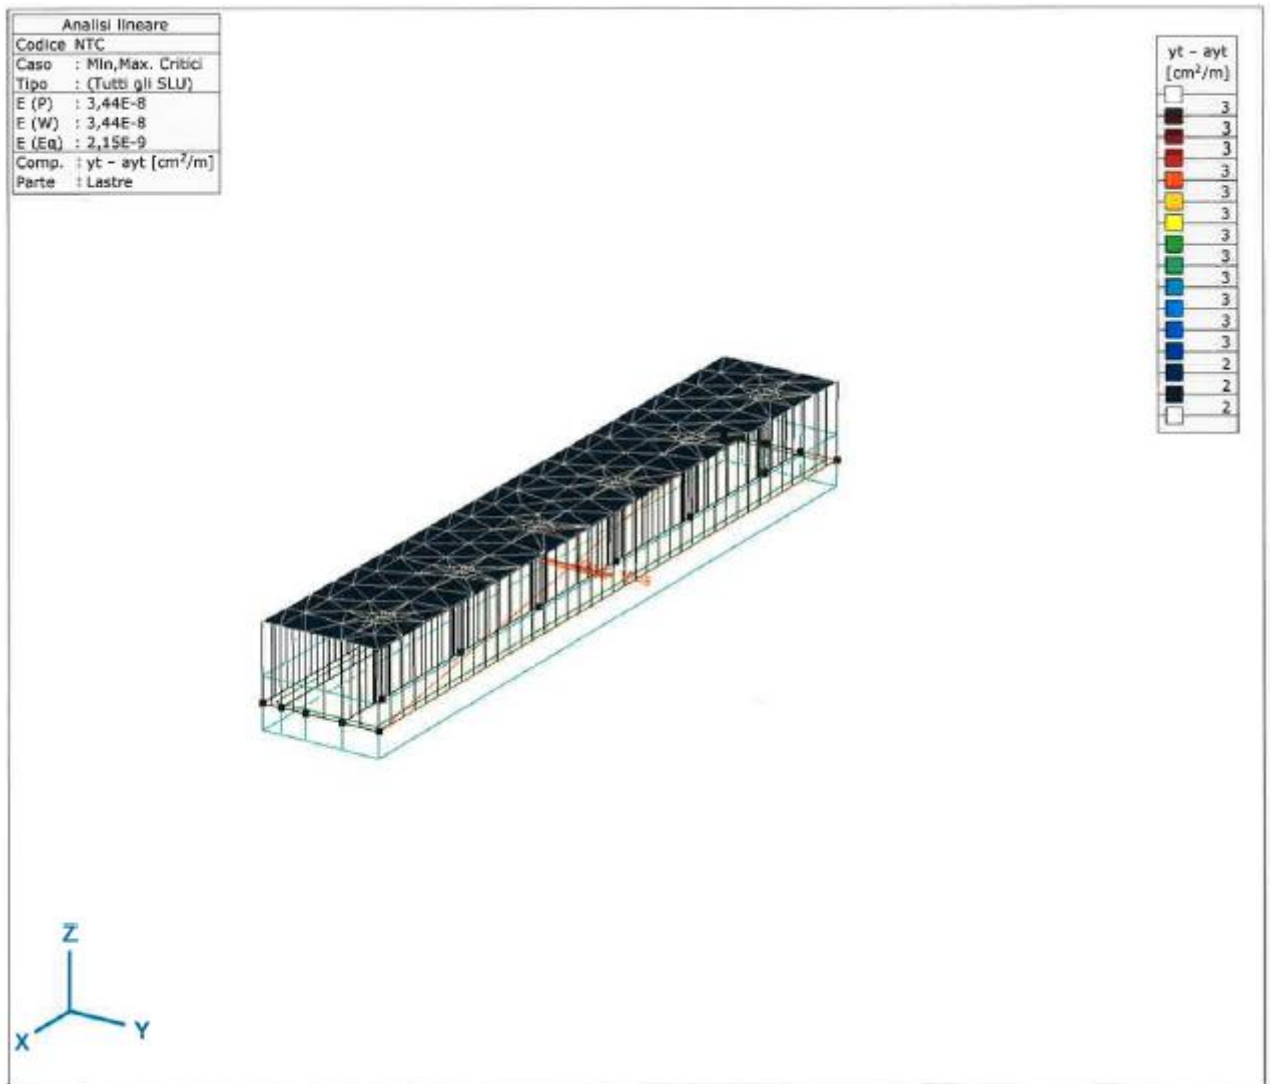 Analisi lineare
Codice NTC
Caso : Min,Max. Critici
Tipo : (Tutti gli SLU)
E (P) : 3,44E-8
E (W) : 3,44E-8
E (Eq) : 2,15E-9
Comp. : yt - ayt [cm²/m]
Parte : Lastre
yt - ayt
[cm²/m]
3
3
3
3
3
3
3
3
3
3
3
3
2
2
2
Z
X
Y